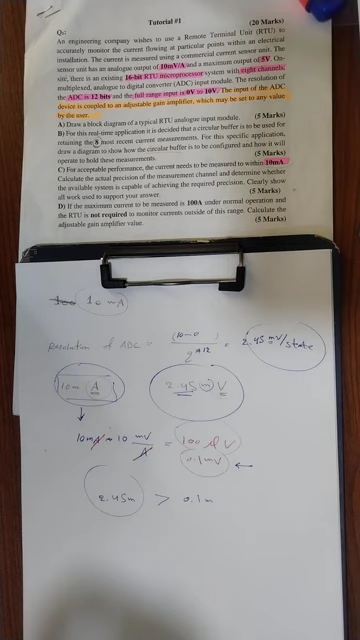 Tutorial #1
Q6: (20 Marks)
An engineering company wishes to use a Remote Terminal Unit (RTU) to
accurately monitor the current flowing at particular points within an electrical
installation. The current is measured using a commercial current sensor unit. The
sensor unit has an analogue output of 10mV/A and a maximum output of 5V. On-
site, there is an existing 16-bit RTU microprocessor system with eight channels,
multiplexed, analogue to digital converter (ADC) input module. The resolution of
the ADC is 12 bits and the full range input is 0V to 10V. The input of the ADC
device is coupled to an adjustable gain amplifier, which may be set to any value
by the user.
A) Draw a block diagram of a typical RTU analogue input module. (5 Marks)
B) For this real-time application it is decided that a circular buffer is to be used for
retaining the 8 most recent current measurements. For this specific application,
draw a diagram to show how the circular buffer is to be configured and how it will
operate to hold these measurements. (5 Marks)
C) For acceptable performance, the current needs to be measured to within 10mA.
Calculate the actual precision of the measurement channel and determine whether
the available system is capable of achieving the required precision. Clearly show
all work used to support your answer. (5 Marks)
D) If the maximum current to be measured is 100A under normal operation and
the RTU is not required to monitor currents outside of this range. Calculate the
adjustable gain amplifier value. (5 Marks)
10 mA
Resolution of ADC = (10-0) / 2^12 = 2.45 mV/state
10m A 2.45 m V
10mA * 10 mV/A = 100 V
0.1mV
2.45m > 0.1m